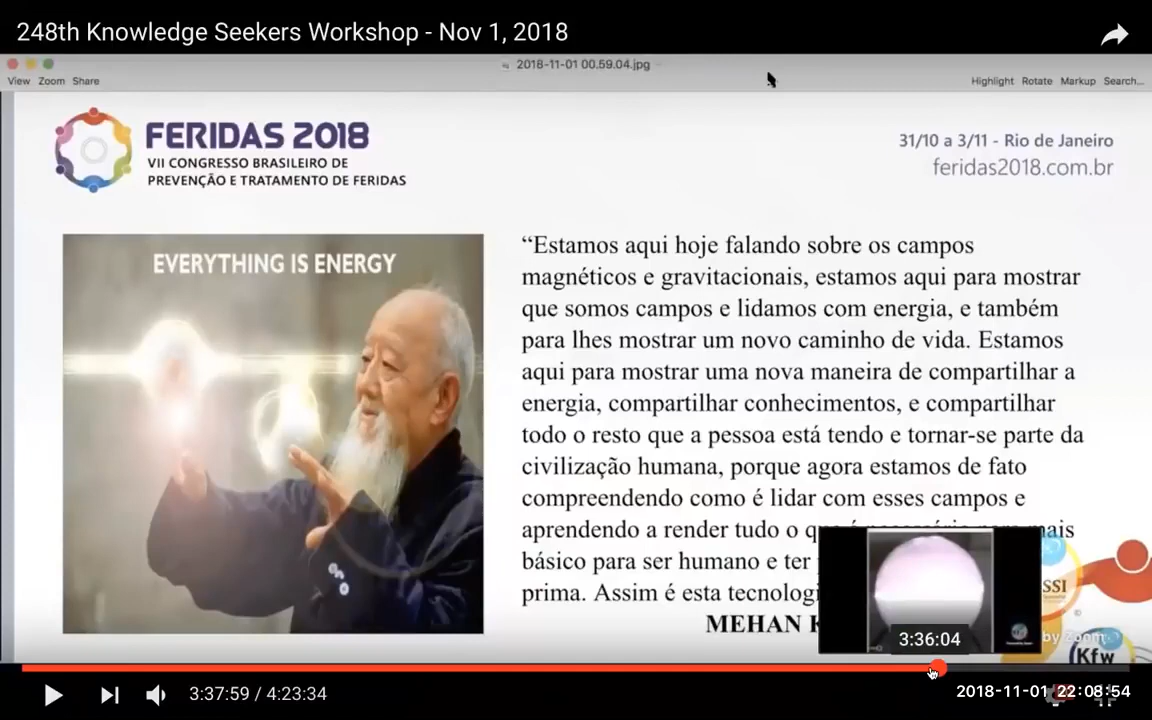 248th Knowledge Seekers Workshop - Nov 1, 2018
2018-11-01 00.59.04.jpg
View Zoom Share
Highlight Rotate Markup Search...
FERIDAS 2018
VII CONGRESSO BRASILEIRO DE
PREVENÇÃO E TRATAMENTO DE FERIDAS
31/10 a 3/11 - Rio de Janeiro
feridas2018.com.br
EVERYTHING IS ENERGY
“Estamos aqui hoje falando sobre os campos
magnéticos e gravitacionais, estamos aqui para mostrar
que somos campos e lidamos com energia, e também
para lhes mostrar um novo caminho de vida. Estamos
aqui para mostrar uma nova maneira de compartilhar a
energia, compartilhar conhecimentos, e compartilhar
todo o resto que a pessoa está tendo e tornar-se parte da
civilização humana, porque agora estamos de fato
compreendendo como é lidar com esses campos e
aprendendo a render tudo o mais
básico para ser humano e ter
prima. Assim é esta
MEHAN
SSI
by Zoom
Kfw
3:36:04
3:37:59 / 4:23:34
2018-11-01 22:08:54